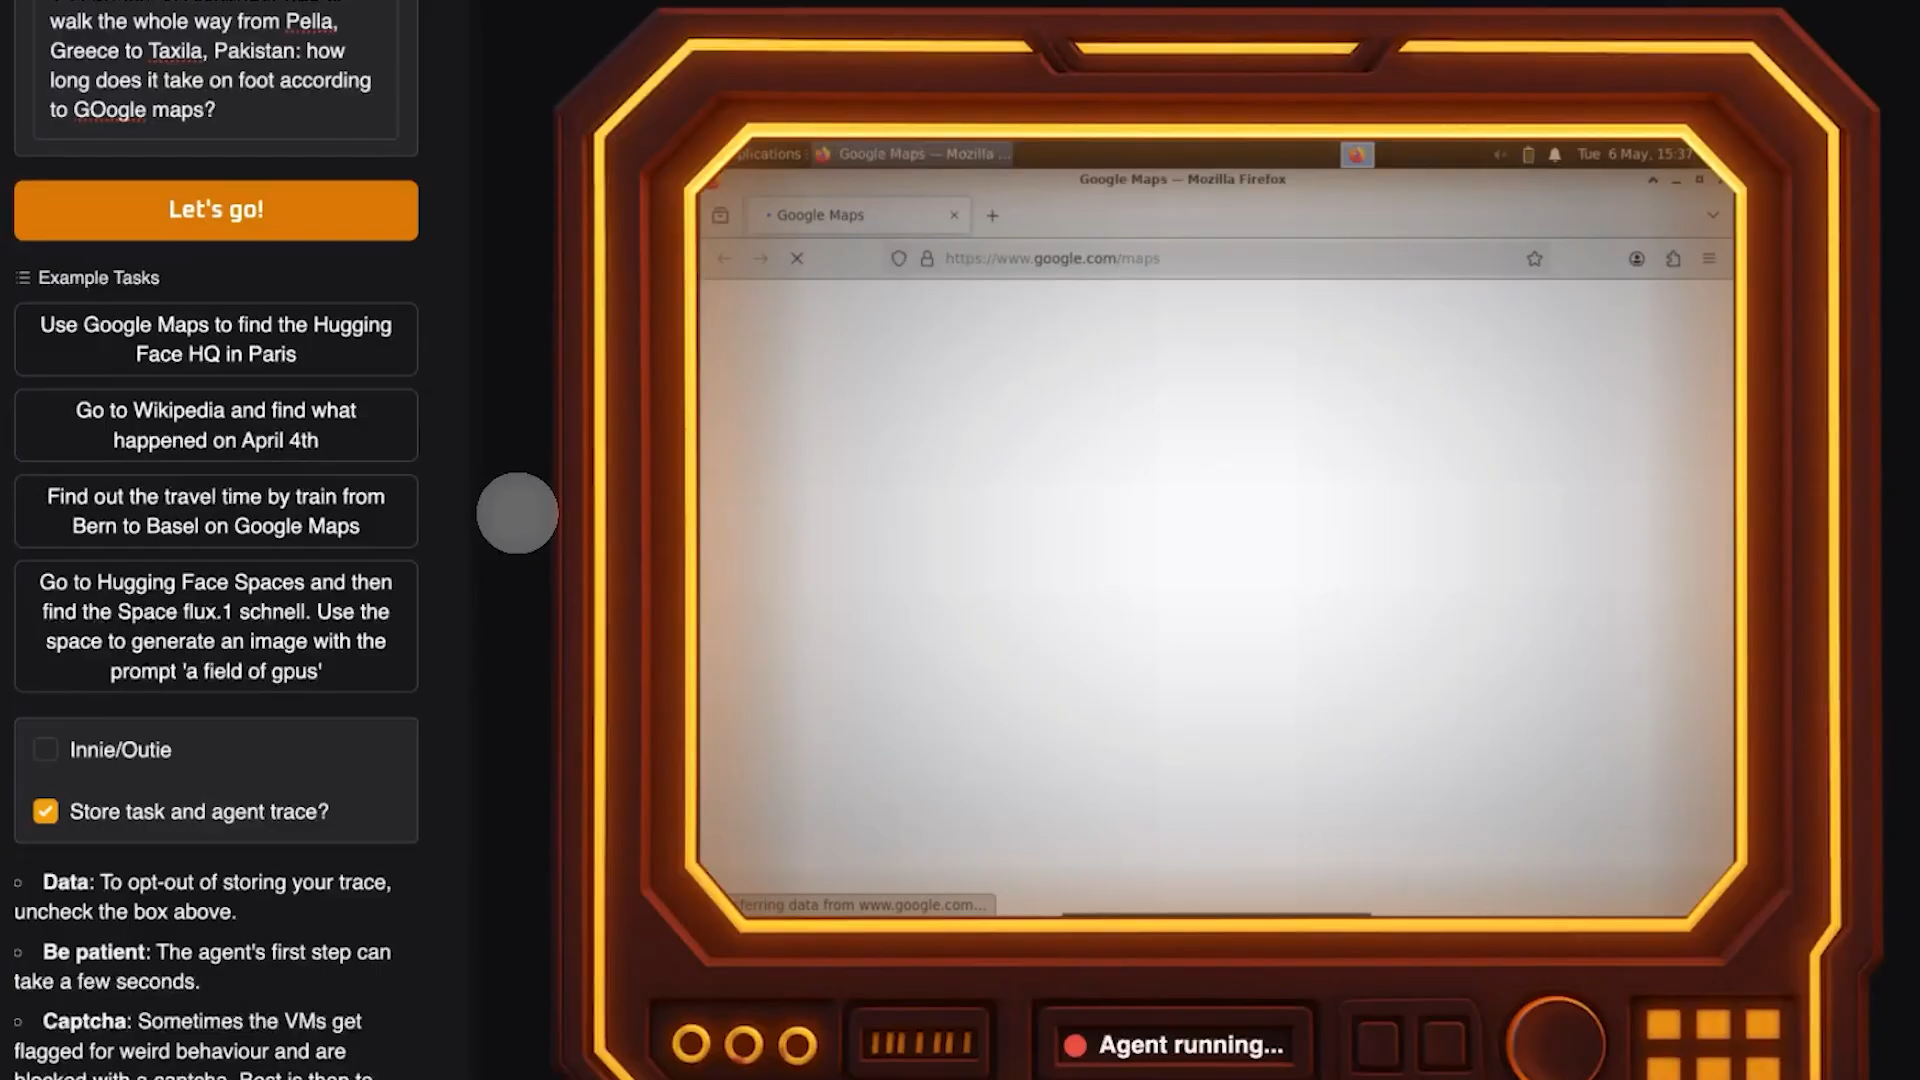 walk the whole way from Pella,
Greece to Taxila, Pakistan: how
long does it take on foot according
to GOogle maps?
Let's go!
Example Tasks
Use Google Maps to find the Hugging
Face HQ in Paris
Go to Wikipedia and find what
happened on April 4th
Find out the travel time by train from
Bern to Basel on Google Maps
Go to Hugging Face Spaces and then
find the Space flux.1 schnell. Use the
space to generate an image with the
prompt 'a field of gpus'
Innie/Outie
Store task and agent trace?
Data: To opt-out of storing your trace,
uncheck the box above.
Be patient: The agent's first step can
take a few seconds.
Captcha: Sometimes the VMs get
flagged for weird behaviour and are
blocked with a captcha. Best is then to
plications
Google Maps — Mozilla ...
Tue 6 May, 15:37
Google Maps — Mozilla Firefox
Google Maps
https://www.google.com/maps
ferring data from www.google.com...
Agent running...